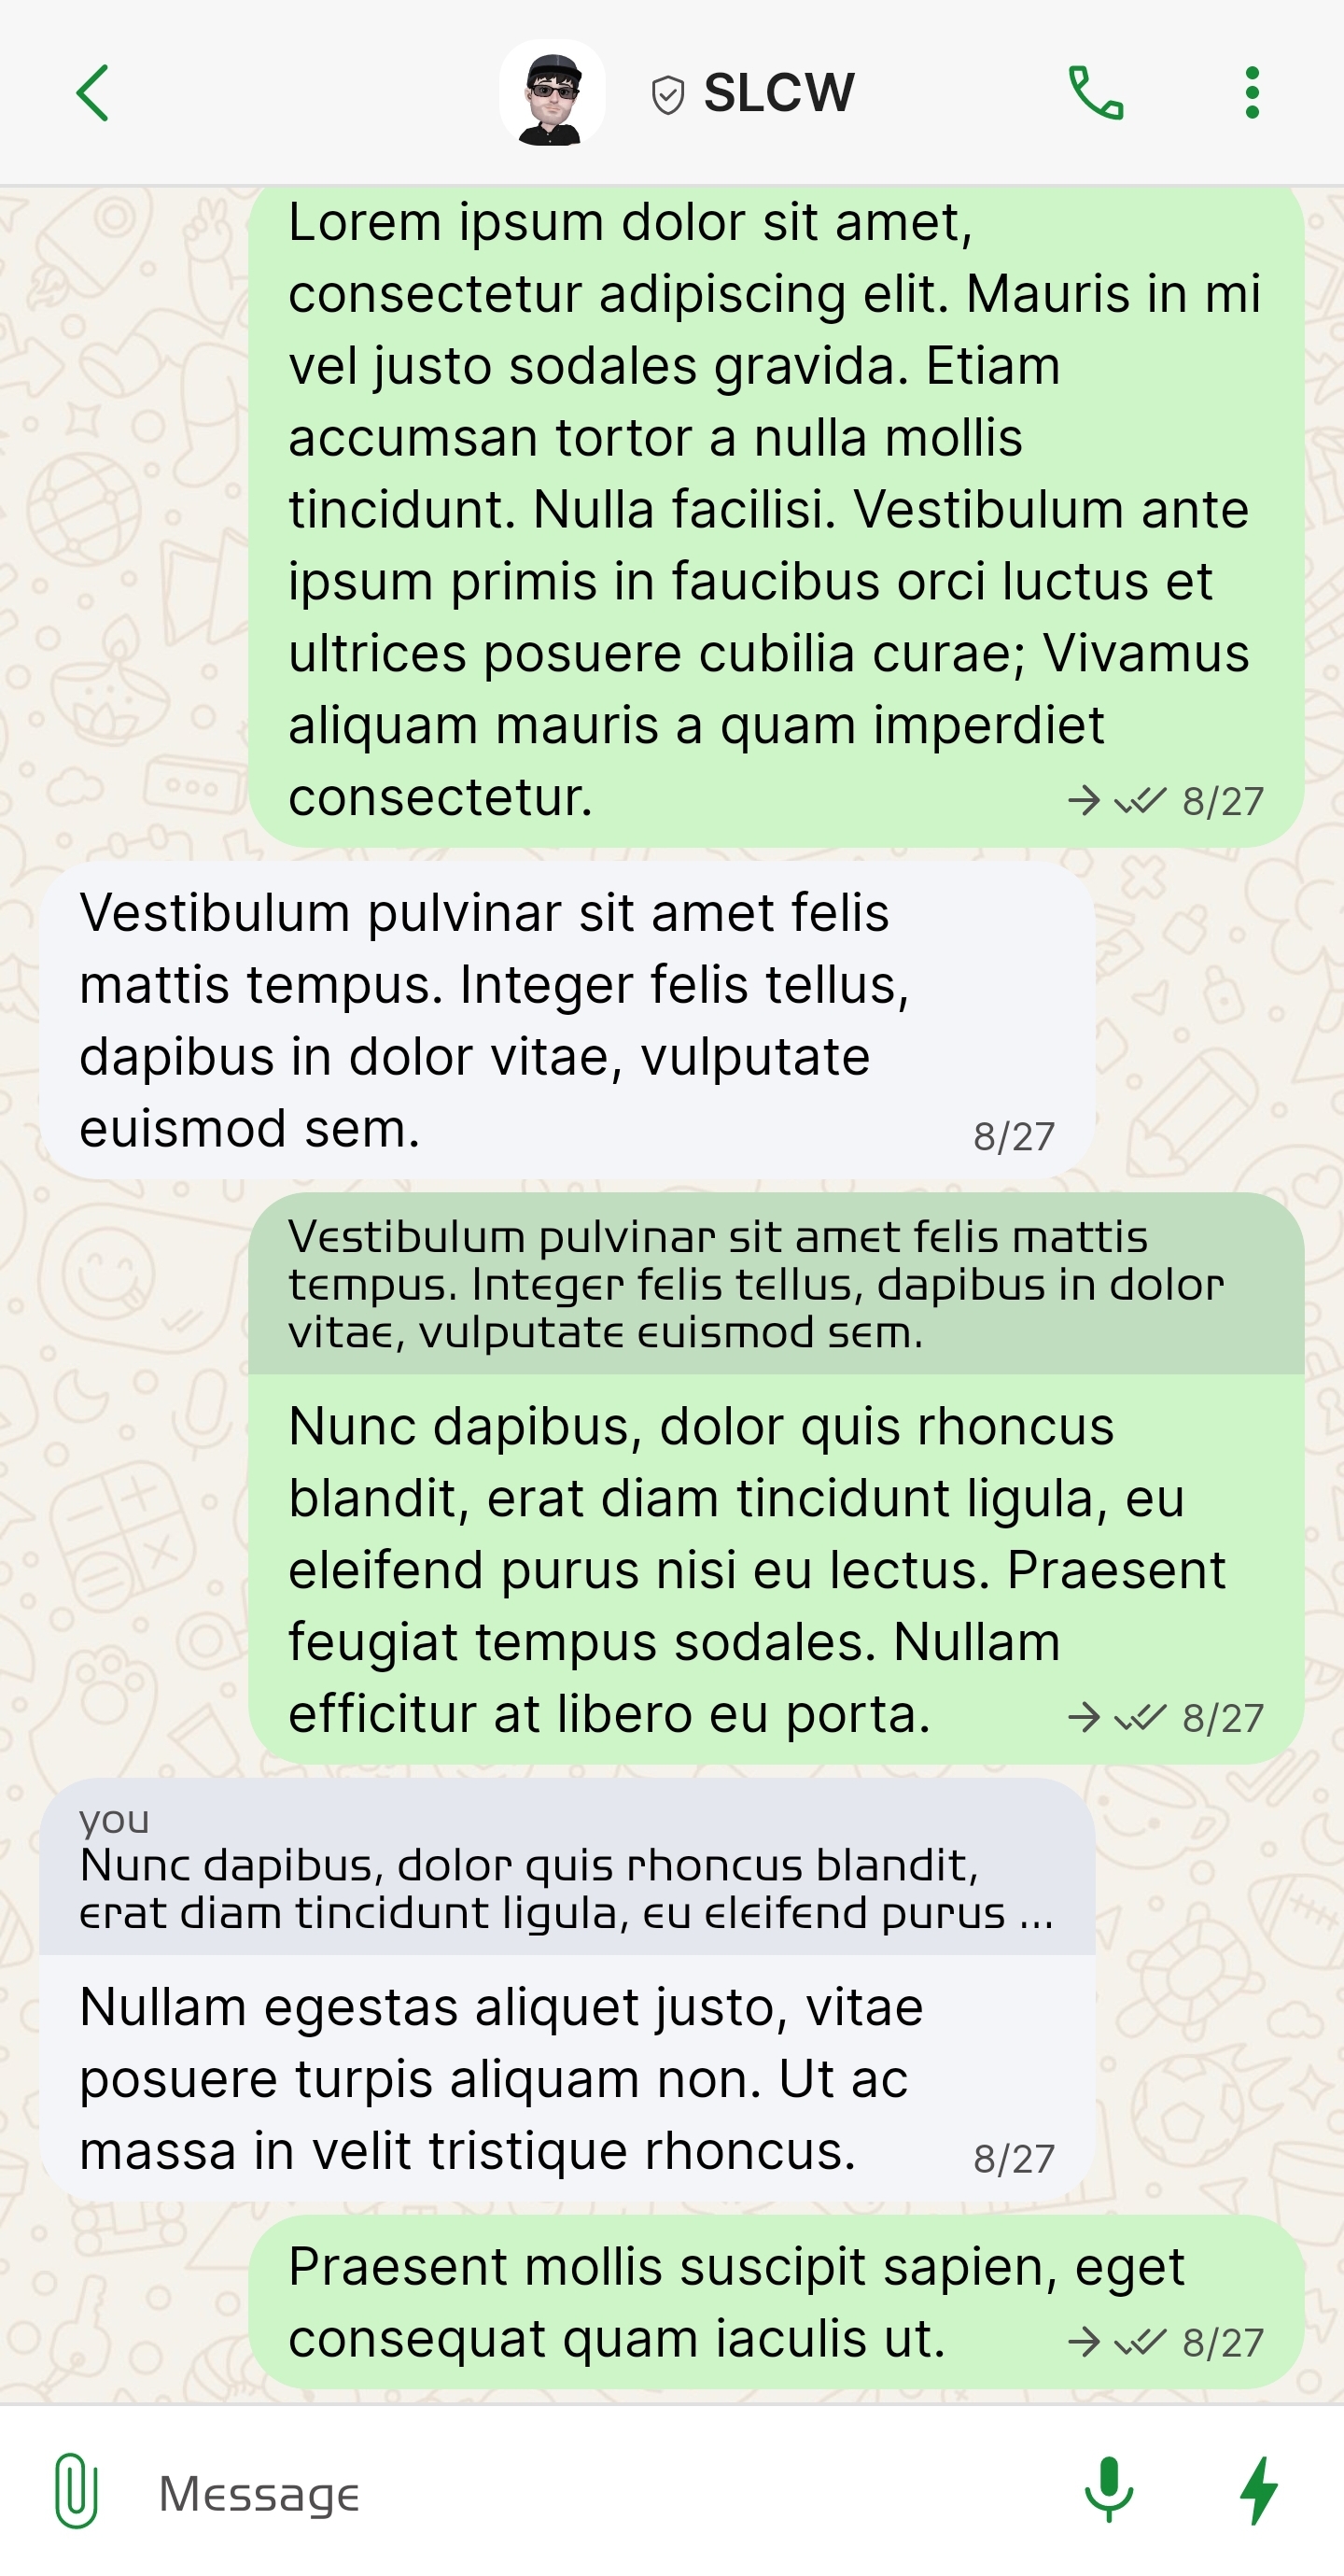 SLCW
Lorem ipsum dolor sit amet,
consectetur adipiscing elit. Mauris in mi
vel justo sodales gravida. Etiam
accumsan tortor a nulla mollis
tincidunt. Nulla facilisi. Vestibulum ante
ipsum primis in faucibus orci luctus et
ultrices posuere cubilia curae; Vivamus
aliquam mauris a quam imperdiet
consectetur.
8/27
Vestibulum pulvinar sit amet felis
mattis tempus. Integer felis tellus,
dapibus in dolor vitae, vulputate
euismod sem.
8/27
Vestibulum pulvinar sit amet felis mattis
tempus. Integer felis tellus, dapibus in dolor
vitae, vulputate euismod sem.
Nunc dapibus, dolor quis rhoncus
blandit, erat diam tincidunt ligula, eu
eleifend purus nisi eu lectus. Praesent
feugiat tempus sodales. Nullam
efficitur at libero eu porta.
8/27
you
Nunc dapibus, dolor quis rhoncus blandit,
erat diam tincidunt ligula, eu eleifend purus ...
Nullam egestas aliquet justo, vitae
posuere turpis aliquam non. Ut ac
massa in velit tristique rhoncus.
8/27
Praesent mollis suscipit sapien, eget
consequat quam iaculis ut.
8/27
Message